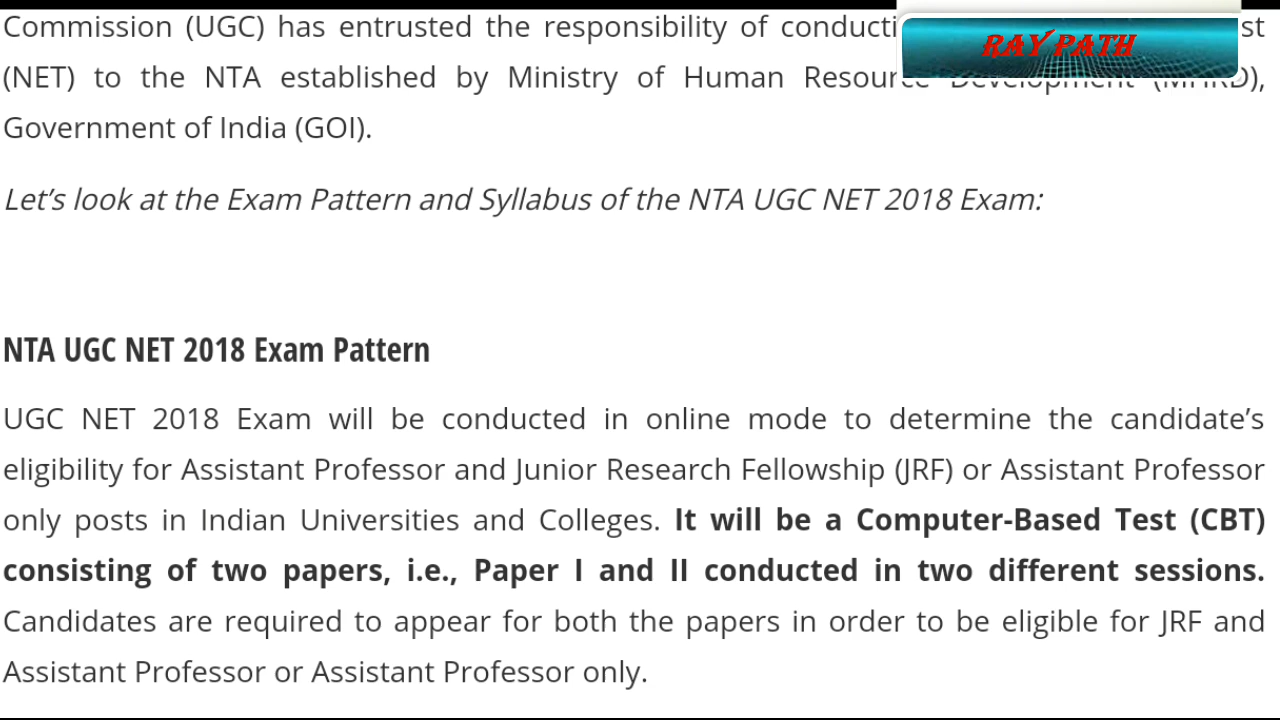 Commission (UGC) has entrusted the responsibility of
RAY PATH
(NET) to the NTA established by Ministry of Human Resource Development (MHRD),
Government of India (GOI).
Let’s look at the Exam Pattern and Syllabus of the NTA UGC NET 2018 Exam:
NTA UGC NET 2018 Exam Pattern
UGC NET 2018 Exam will be conducted in online mode to determine the candidate’s
eligibility for Assistant Professor and Junior Research Fellowship (JRF) or Assistant Professor
only posts in Indian Universities and Colleges. It will be a Computer-Based Test (CBT)
consisting of two papers, i.e., Paper I and II conducted in two different sessions.
Candidates are required to appear for both the papers in order to be eligible for JRF and
Assistant Professor or Assistant Professor only.